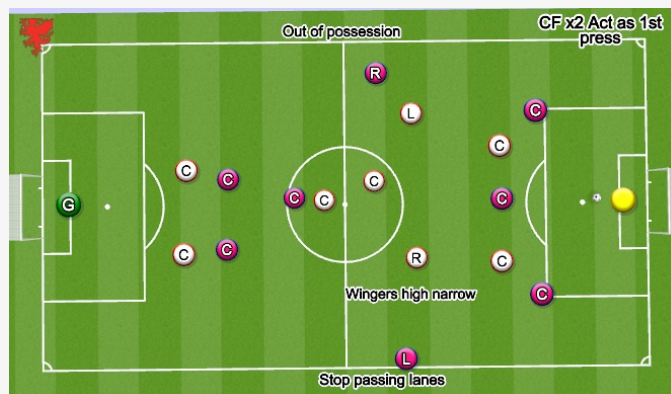 Out of possession
CF x2 Act as 1st
press
R
L
C
C
C
C
C
C
C
C
G
C
C
C
R
C
Wingers high narrow
C
L
Stop passing lanes